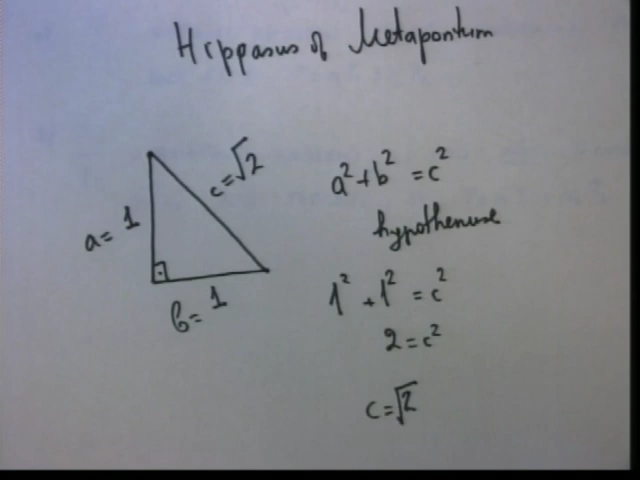 Hippasus of Metapontum
c=√2
a²+b²=c²
a=1
hypothenuse
b=1
1²+1²=c²
2=c²
c=√2